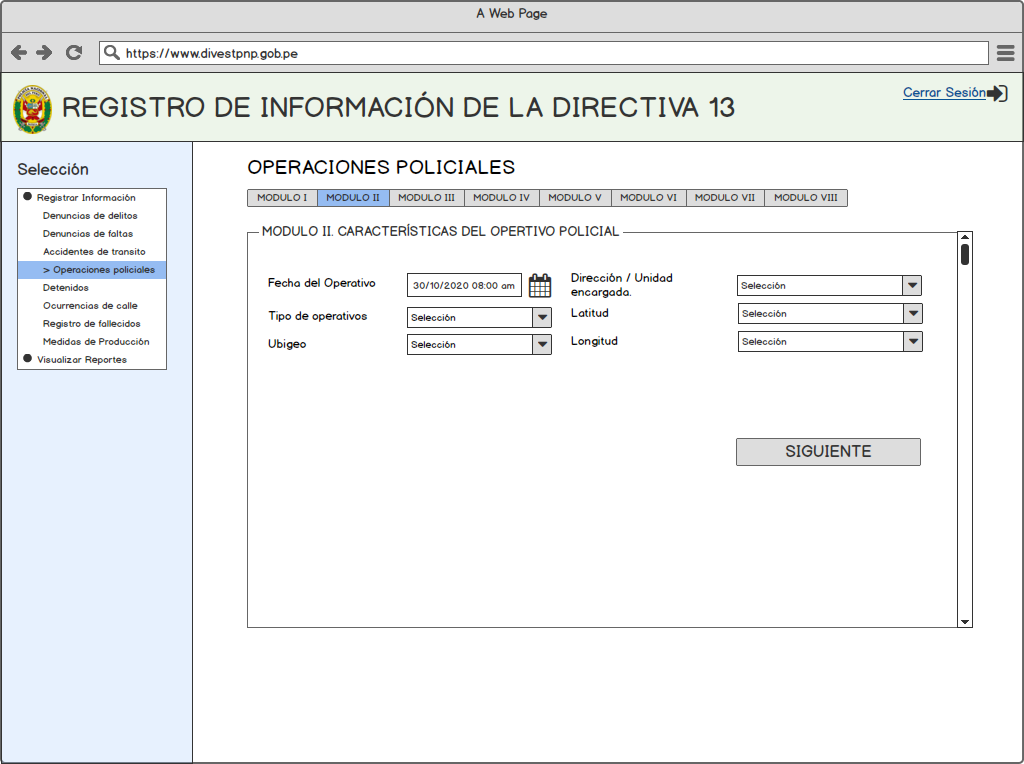 A Web Page
https://www.divestpnp.gob.pe
REGISTRO DE INFORMACIÓN DE LA DIRECTIVA 13
Cerrar Sesión
Selección
Registrar Información
Denuncias de delitos
Denuncias de faltas
Accidentes de transito
> Operaciones policiales
Detenidos
Ocurrencias de calle
Registro de fallecidos
Medidas de Producción
Visualizar Reportes
OPERACIONES POLICIALES
MODULO I MODULO II MODULO III MODULO IV MODULO V MODULO VI MODULO VII MODULO VIII
MODULO II. CARACTERÍSTICAS DEL OPERTIVO POLICIAL
Fecha del Operativo 30/10/2020 08:00 am
Tipo de operativos Selección
Ubigeo Selección
Dirección / Unidad
encargada. Selección
Latitud Selección
Longitud Selección
SIGUIENTE